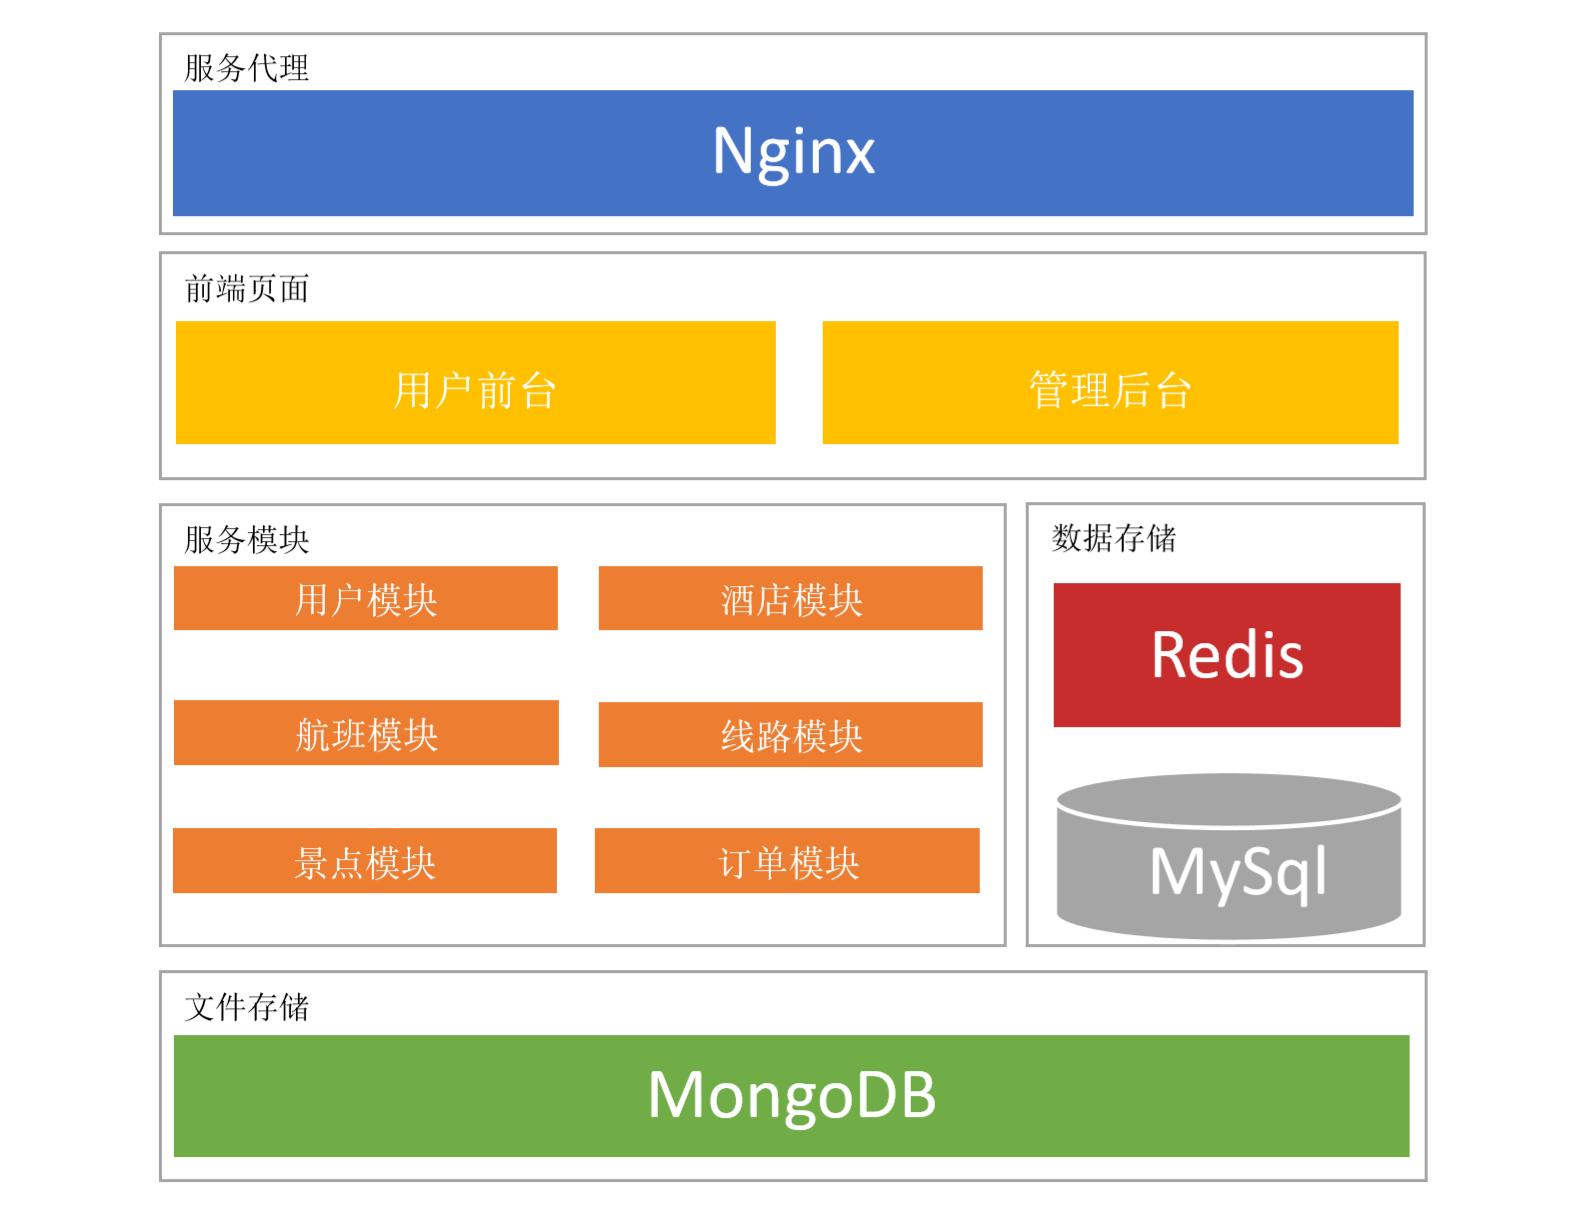 服务代理
Nginx
前端页面
用户前台
管理后台
服务模块
用户模块
酒店模块
航班模块
线路模块
景点模块
订单模块
数据存储
Redis
MySql
文件存储
MongoDB